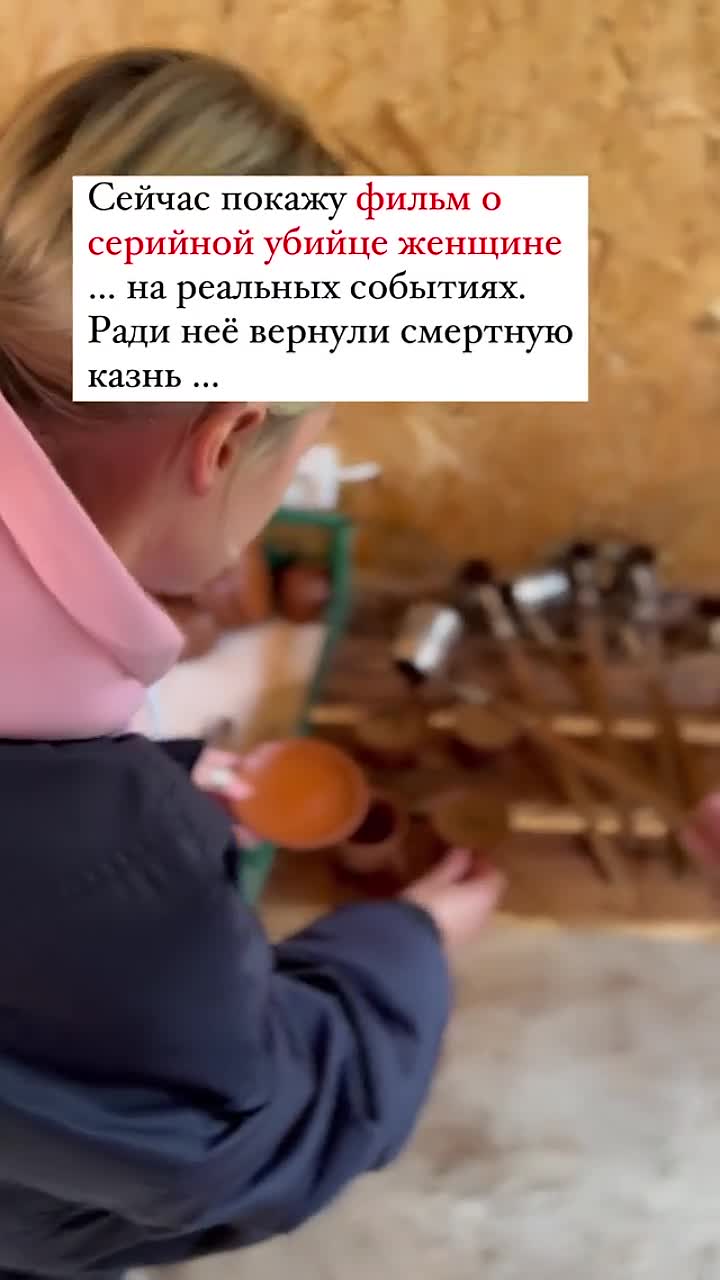 Сейчас покажу фильм о
серийной убийце женщине
... на реальных событиях.
Ради неё вернули смертную
казнь ...